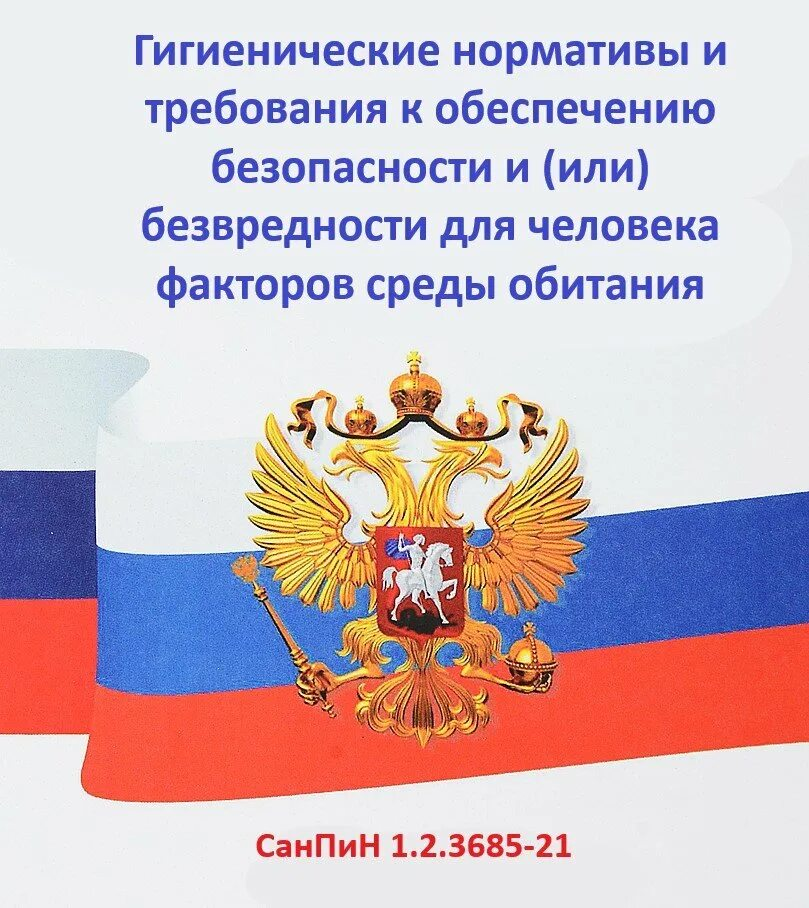 Гигиенические нормативы и
требования к обеспечению
безопасности и (или)
безвредности для человека
факторов среды обитания
СанПиН 1.2.3685-21